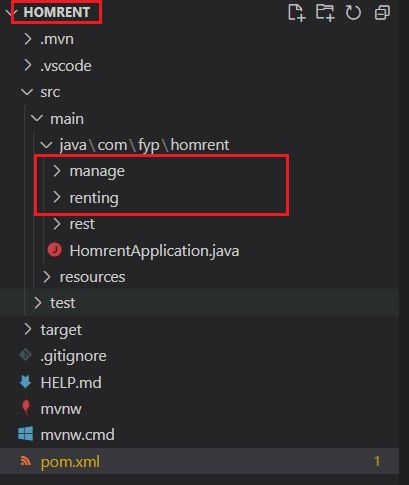 HOMRENT
.mvn
.vscode
src
main
java\com\fyp\homrent
manage
renting
rest
HomrentApplication.java
resources
test
target
.gitignore
HELP.md
mvnw
mvnw.cmd
pom.xml 1